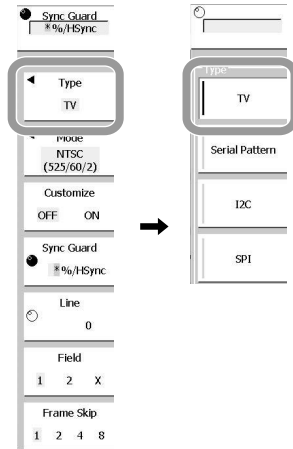 Sync Guard
*%/HSync
Type
TV
Mode
NTSC
(525/60/2)
Customize
OFF ON
Sync Guard
*%/HSync
Line
0
Field
1 2 X
Frame Skip
1 2 4 8
Type
TV
Serial Pattern
I2C
SPI